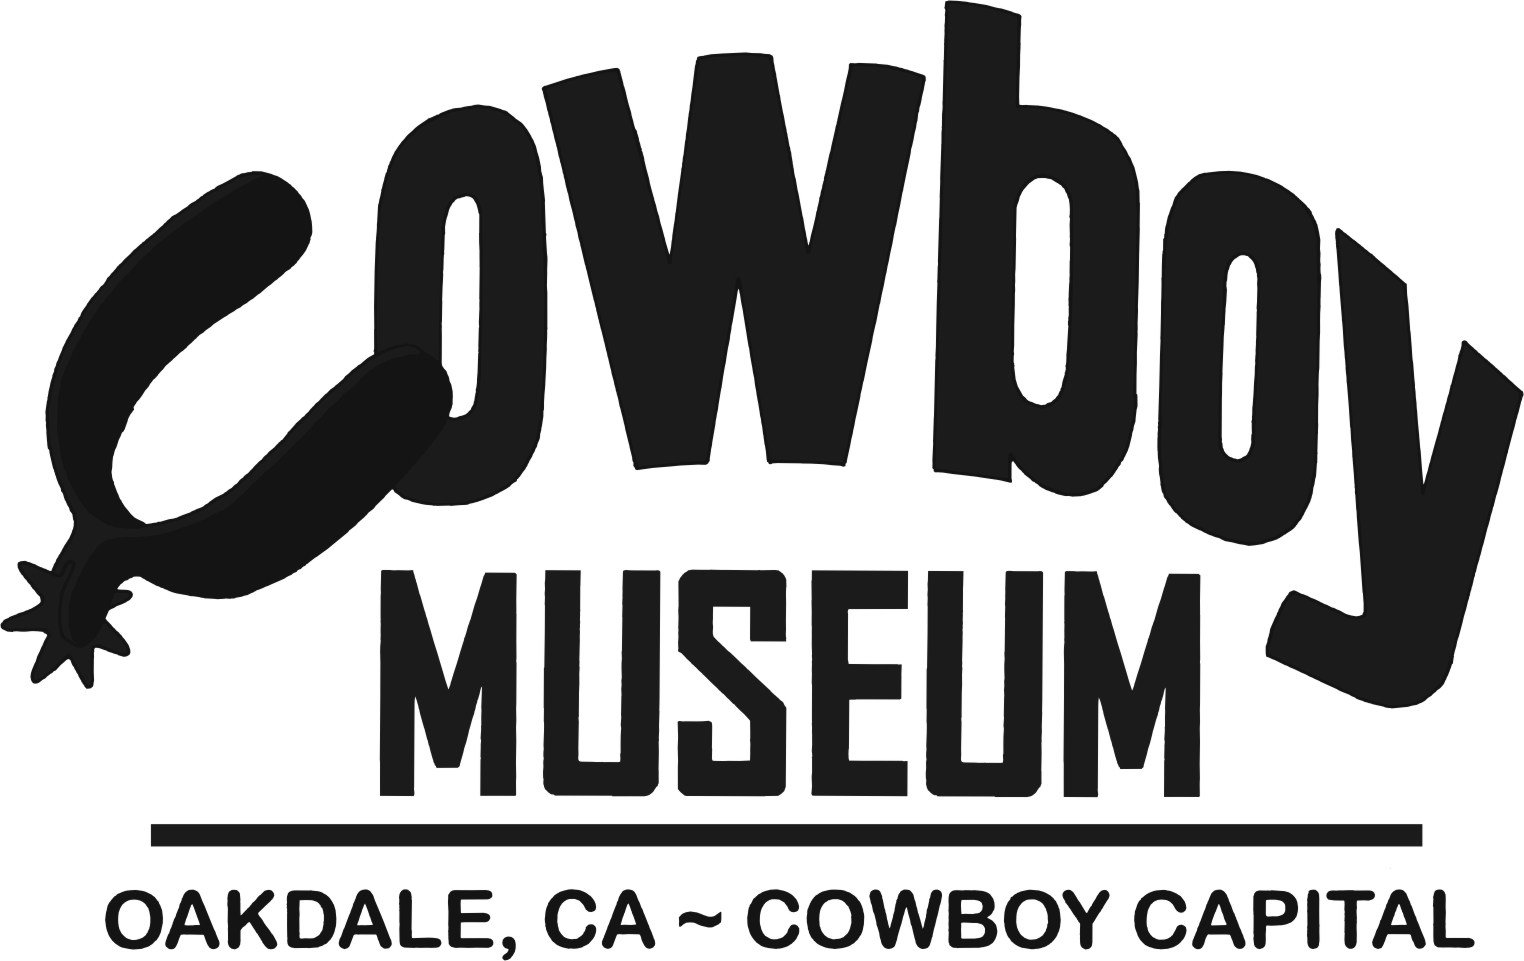 Cowboy
MUSEUM
OAKDALE, CA ~ COWBOY CAPITAL